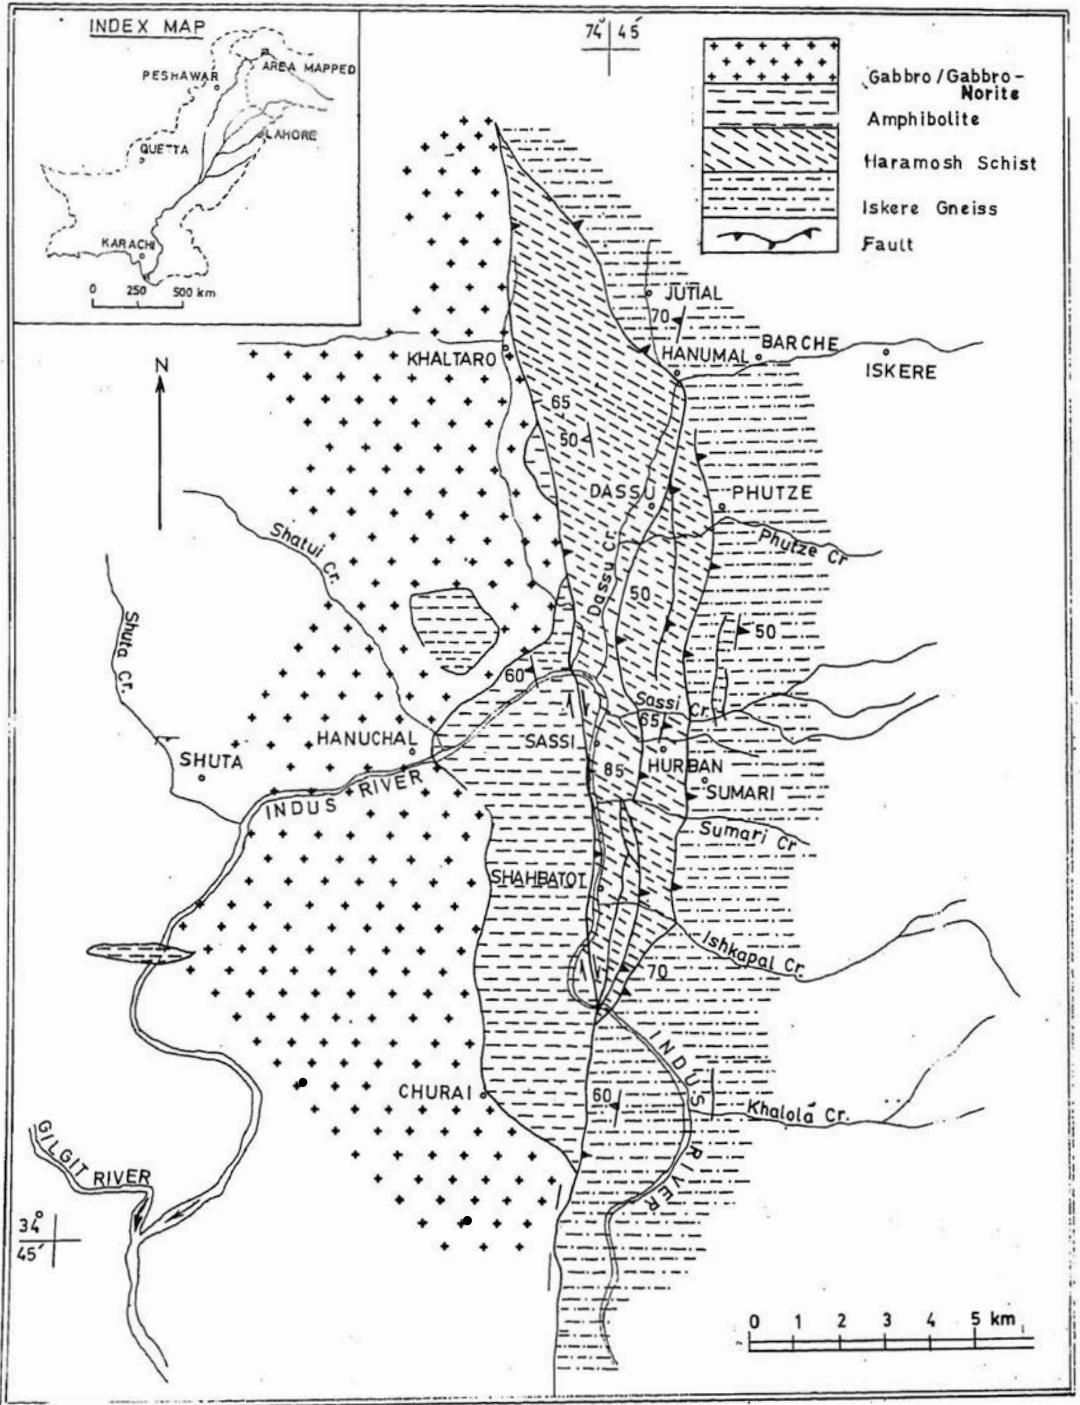 INDEX MAP
PESHAWAR
AREA MAPPED
QUETTA
LAHORE
KARACHI
0 250 500 km
74° 45′
Gabbro/Gabbro-
Norite
Amphibolite
Haramosh Schist
Iskere Gneiss
Fault
N
JUTIAL
70
KHALTARO
HANUMAL
BARCHE
ISKERE
65
50
DASSU
PHUTZE
Shatui Cr.
Dassu Cr.
Phutze Cr
Shuta Cr.
50
50
60
Sassi Cr.
65
HANUCHAL
SASSI
SHUTA
85
HURBAN
SUMARI
INDUS RIVER
Sumari Cr
SHAHBATOT
Ishkapal Cr.
70
INDUS RIVER
CHURAI
60
Khalola Cr.
GILGIT RIVER
34°
45′
0 1 2 3 4 5 km